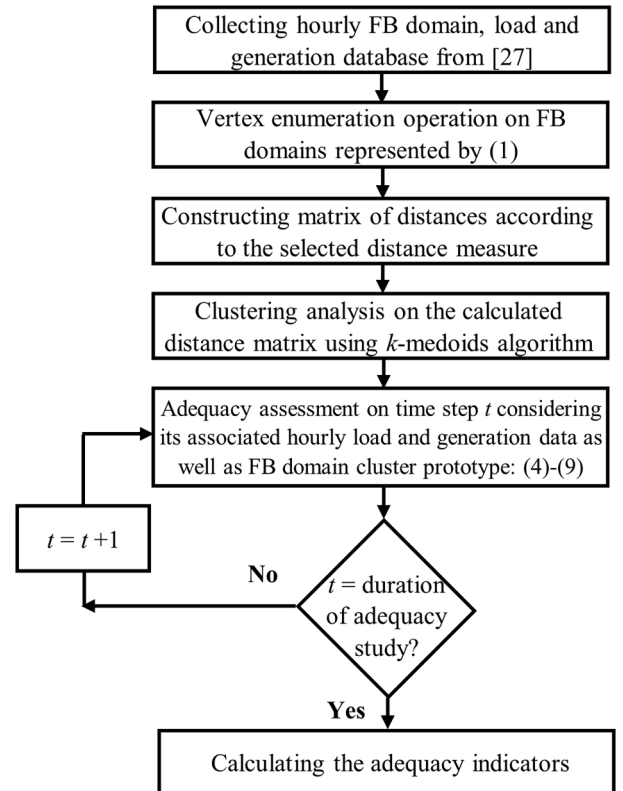 Collecting hourly FB domain, load and
generation database from [27]
Vertex enumeration operation on FB
domains represented by (1)
Constructing matrix of distances according
to the selected distance measure
Clustering analysis on the calculated
distance matrix using k-medoids algorithm
Adequacy assessment on time step t considering
its associated hourly load and generation data as
well as FB domain cluster prototype: (4)-(9)
t = t +1
No
t = duration
of adequacy
study?
Yes
Calculating the adequacy indicators